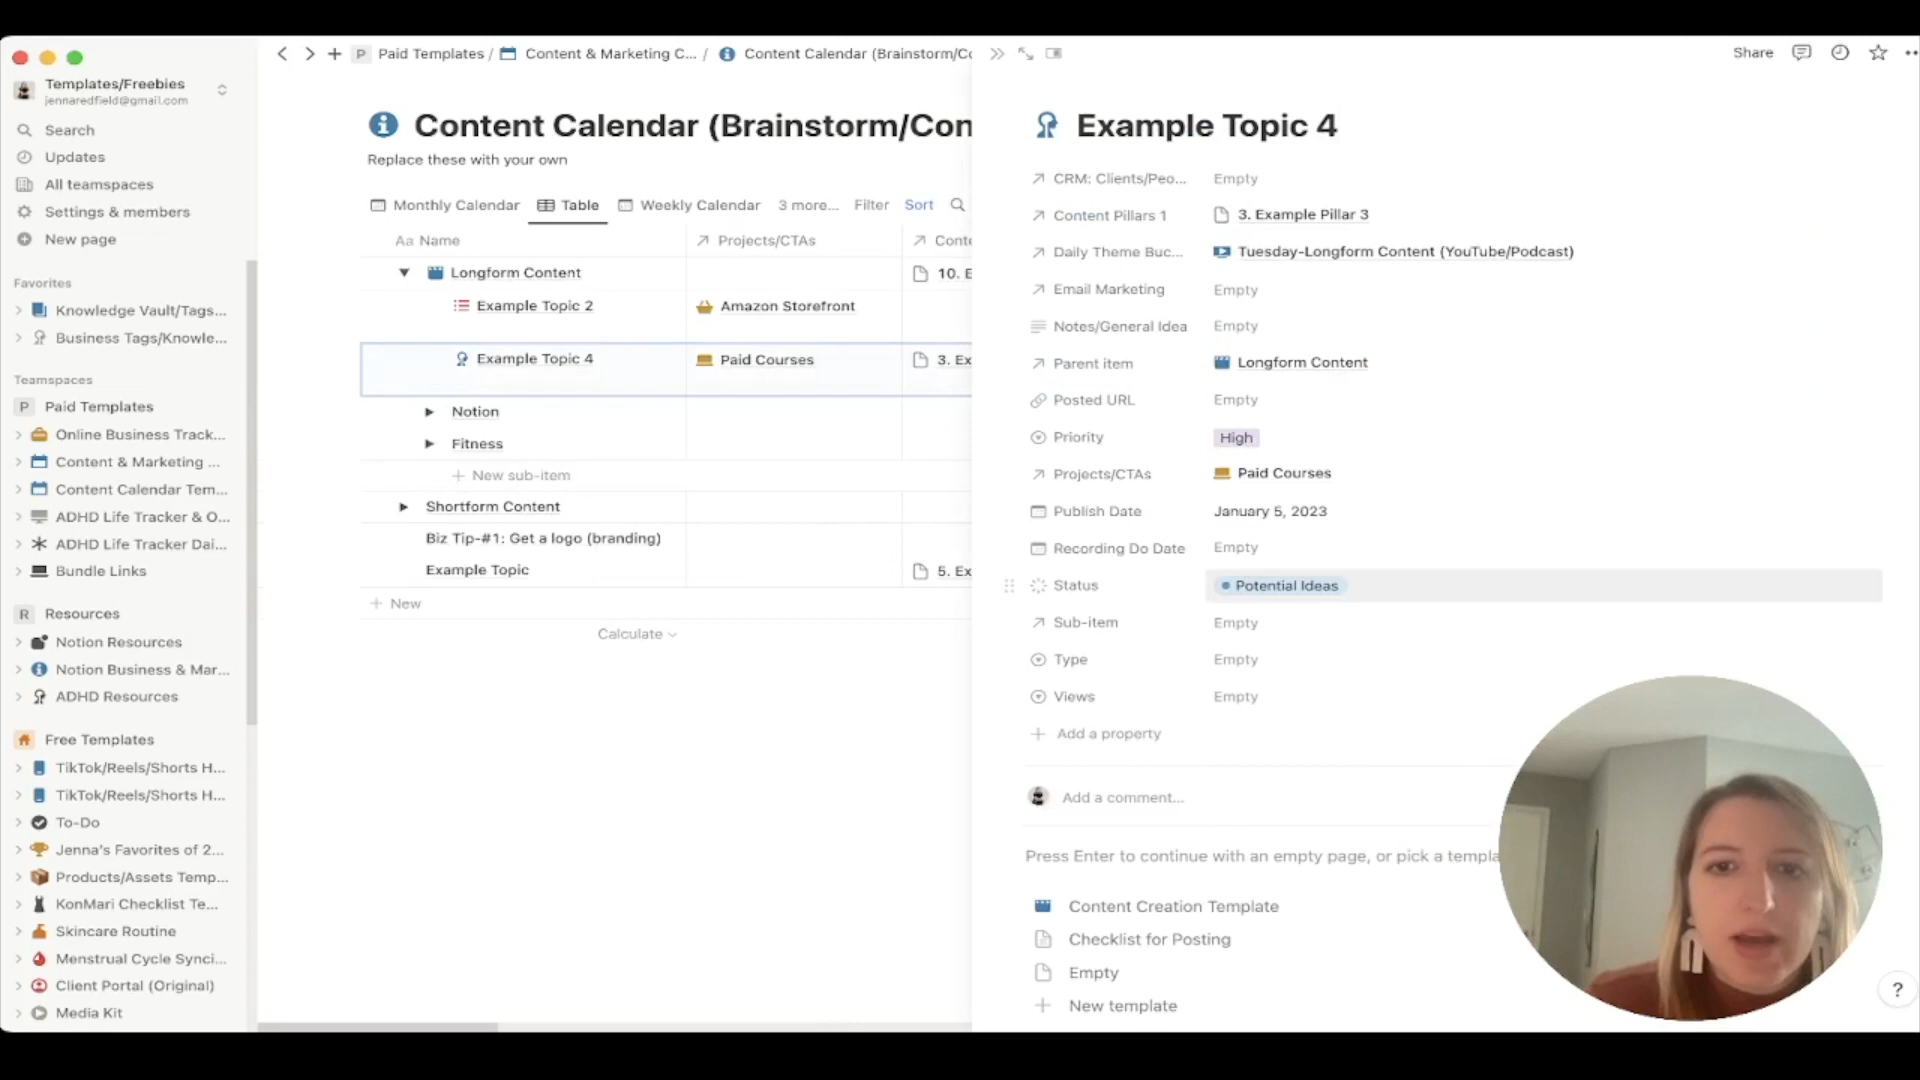 Templates/Freebies
jennaredfield@gmail.com
Search
Updates
All teamspaces
Settings & members
New page
Favorites
Knowledge Vault/Tags...
Business Tags/Knowle...
Teamspaces
P Paid Templates
Online Business Track...
Content & Marketing ...
Content Calendar Tem...
ADHD Life Tracker & O...
ADHD Life Tracker Dai...
Bundle Links
R Resources
Notion Resources
Notion Business & Mar...
ADHD Resources
Free Templates
TikTok/Reels/Shorts H...
TikTok/Reels/Shorts H...
To-Do
Jenna's Favorites of 2...
Products/Assets Temp...
KonMari Checklist Te...
Skincare Routine
Menstrual Cycle Synci...
Client Portal (Original)
Media Kit
P Paid Templates / Content & Marketing C... / Content Calendar (Brainstorm/Co
Content Calendar (Brainstorm/Con
Replace these with your own
Monthly Calendar Table Weekly Calendar 3 more... Filter Sort
Aa Name Projects/CTAs Conte
Longform Content 10. E
Example Topic 2 Amazon Storefront
Example Topic 4 Paid Courses 3. Ex
Notion
Fitness
+ New sub-item
Shortform Content
Biz Tip-#1: Get a logo (branding)
Example Topic 5. Ex
+ New
Calculate
Share
Example Topic 4
CRM: Clients/Peo... Empty
Content Pillars 1 3. Example Pillar 3
Daily Theme Buc... Tuesday-Longform Content (YouTube/Podcast)
Email Marketing Empty
Notes/General Idea Empty
Parent item Longform Content
Posted URL Empty
Priority High
Projects/CTAs Paid Courses
Publish Date January 5, 2023
Recording Do Date Empty
Status Potential Ideas
Sub-item Empty
Type Empty
Views Empty
+ Add a property
Add a comment...
Press Enter to continue with an empty page, or pick a templa
Content Creation Template
Checklist for Posting
Empty
+ New template
?